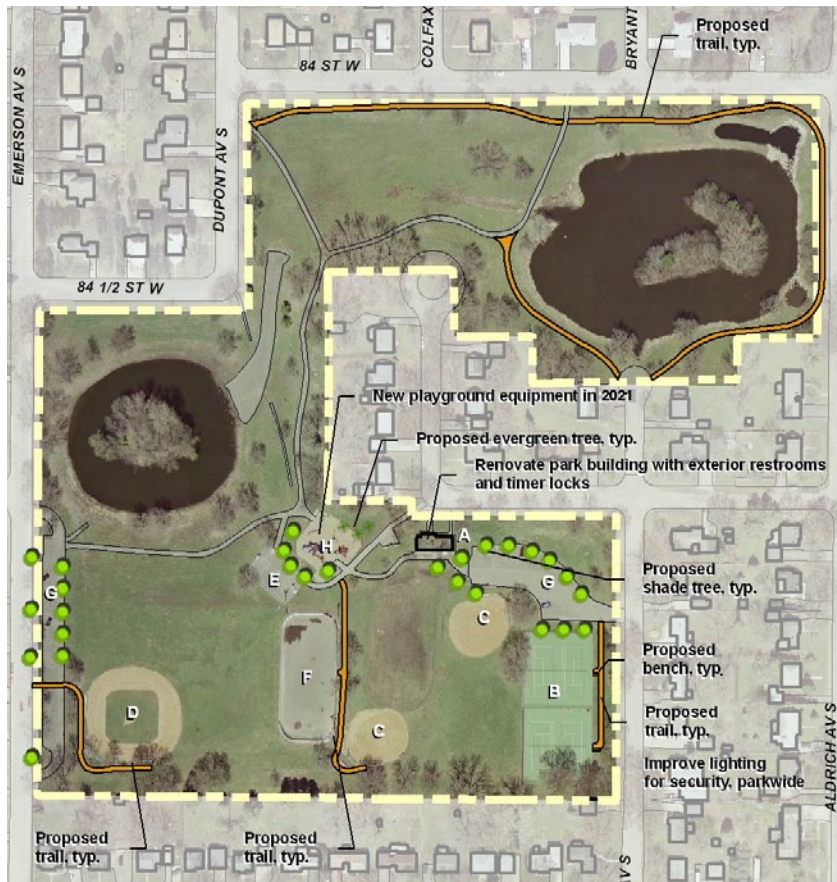 Proposed
trail, typ.
EMERSON AV S
84 ST W
COLFAX
BRYANT
DUPONT AV S
84 1/2 ST W
New playground equipment in 2021
Proposed evergreen tree, typ.
Renovate park building with exterior restrooms
and timer locks
H
A
E
G
G
Proposed
shade tree, typ.
C
F
B
D
C
Proposed
bench, typ.
Proposed
trail, typ.
Improve lighting
for security, parkwide
ALDRICH AV S
Proposed
trail, typ.
Proposed
trail, typ.
V S